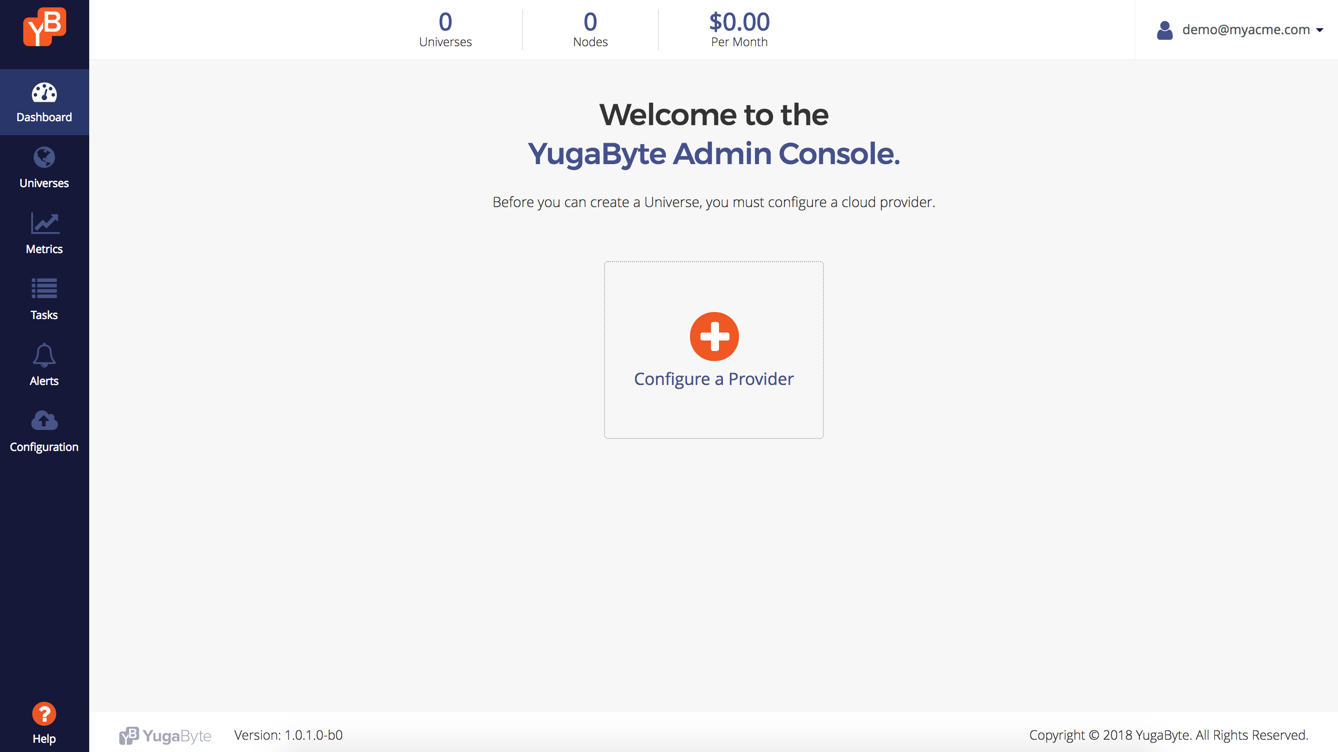 YB
0
Universes
0
Nodes
$0.00
Per Month
demo@myacme.com
Dashboard
Universes
Metrics
Tasks
Alerts
Configuration
?
Help
Welcome to the
YugaByte Admin Console.
Before you can create a Universe, you must configure a cloud provider.
Configure a Provider
YB YugaByte
Version: 1.0.1.0-b0
Copyright © 2018 YugaByte. All Rights Reserved.